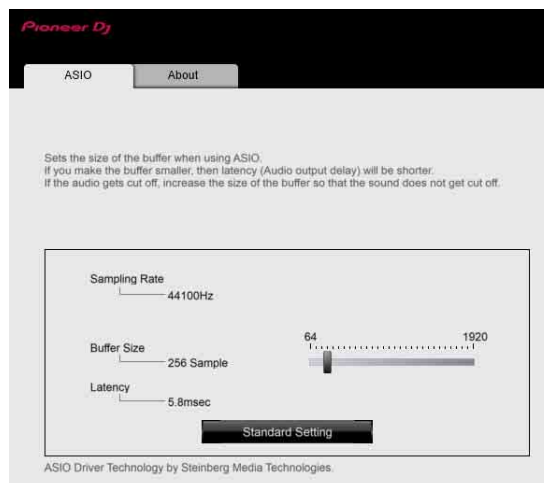 Pioneer Dj
ASIO
About
Sets the size of the buffer when using ASIO.
If you make the buffer smaller, then latency (Audio output delay) will be shorter.
If the audio gets cut off, increase the size of the buffer so that the sound does not get cut off.
Sampling Rate
44100Hz
64 1920
Buffer Size
256 Sample
Latency
5.8msec
Standard Setting
ASIO Driver Technology by Steinberg Media Technologies.